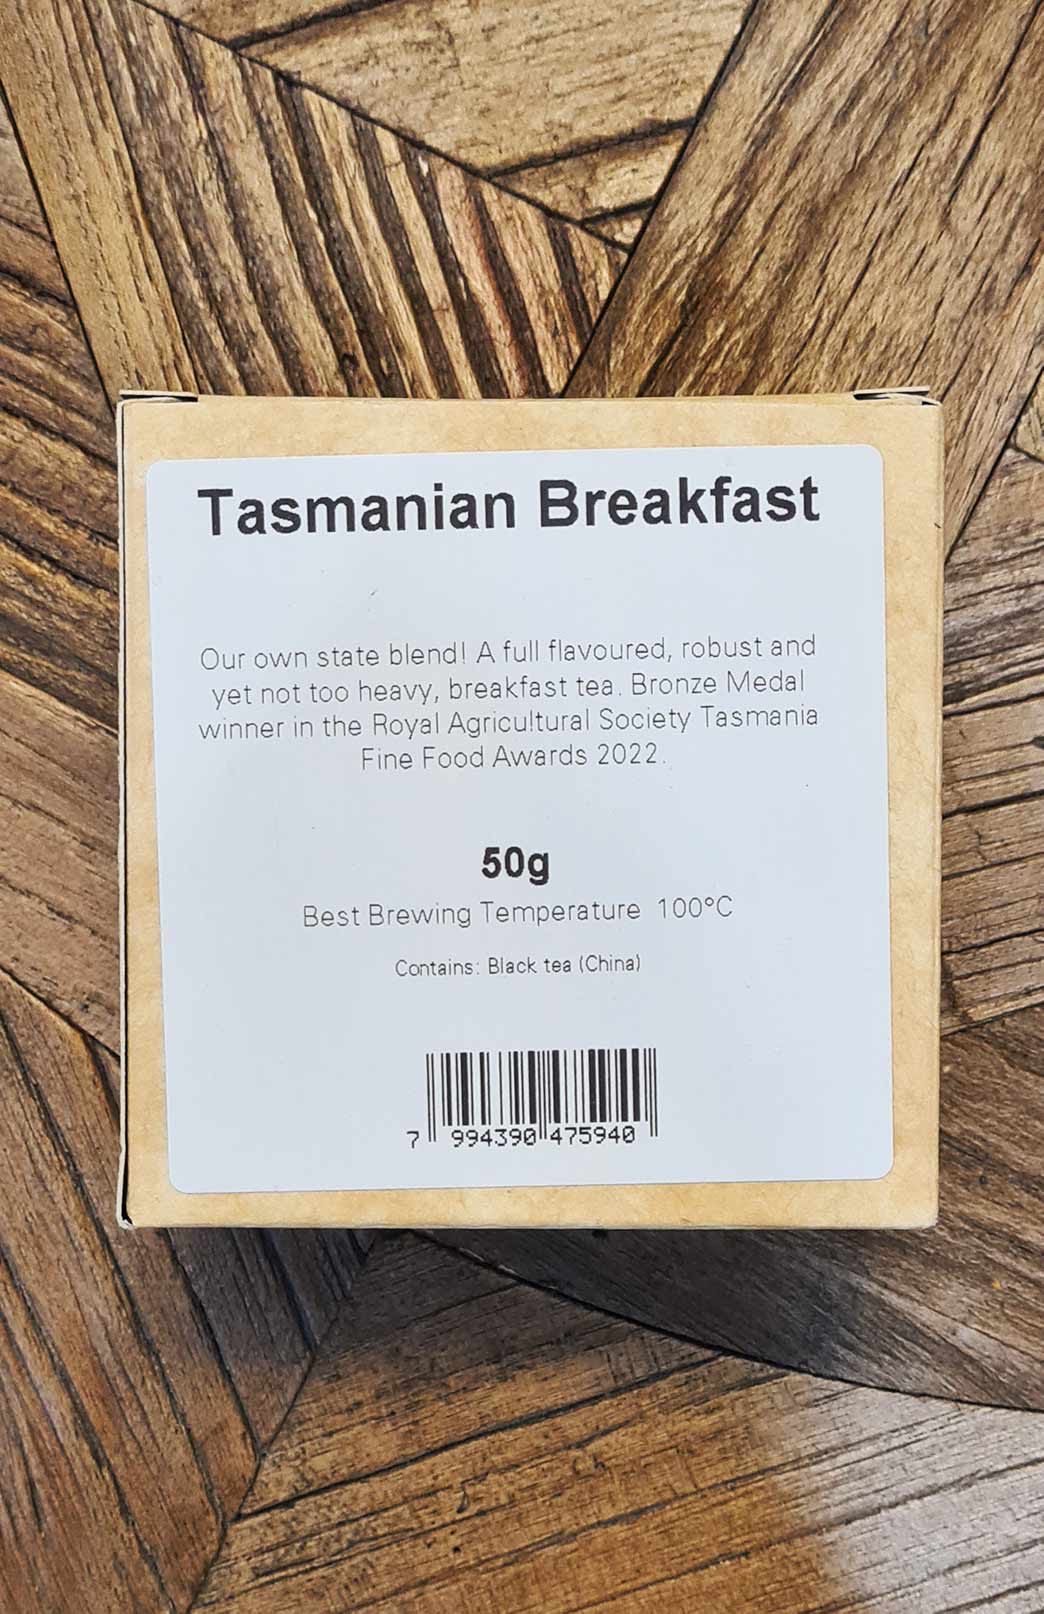 Tasmanian Breakfast
Our own state blend! A full flavoured, robust and
yet not too heavy, breakfast tea. Bronze Medal
winner in the Royal Agricultural Society Tasmania
Fine Food Awards 2022.
50g
Best Brewing Temperature 100°C
Contains: Black tea (China)
7 994390 475940